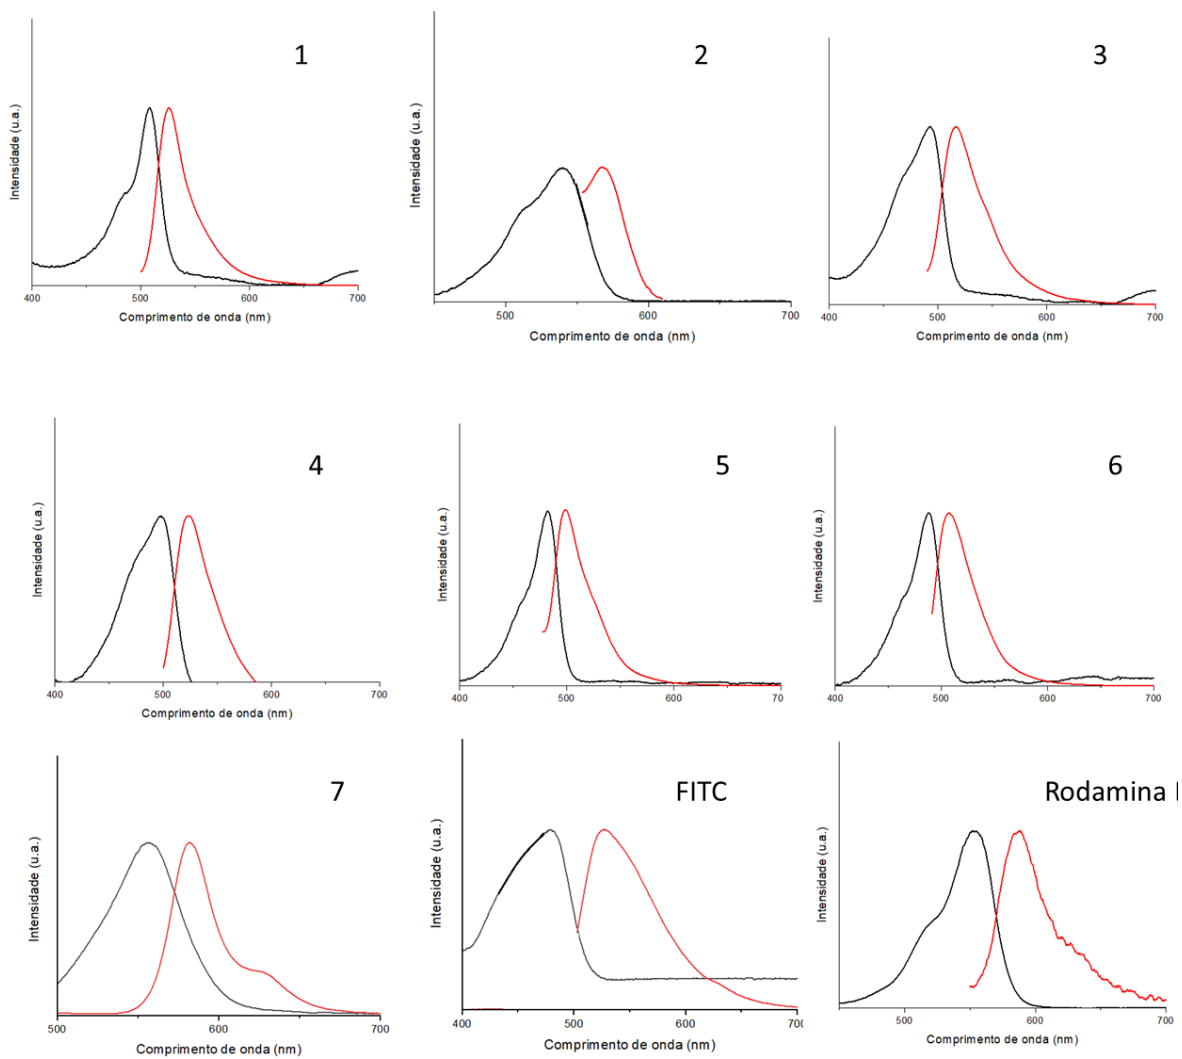 1
Intensidade (u.a.)
400 500 600 700
Comprimento de onda (nm)
2
Intensidade (u.a.)
500 600 700
Comprimento de onda (nm)
3
Intensidade (u.a.)
400 500 600 700
Comprimento de onda (nm)
4
Intensidade (u.a.)
400 500 600 700
Comprimento de onda (nm)
5
Intensidade (u.a.)
400 500 600 700
Comprimento de onda (nm)
6
Intensidade (u.a.)
400 500 600 700
Comprimento de onda (nm)
7
Intensidade (u.a.)
500 600 700
Comprimento de onda (nm)
FITC
Intensidade (u.a.)
400 500 600 700
Comprimento de onda (nm)
Rodamina
Intensidade (u.a.)
500 600 700
Comprimento de onda (nm)